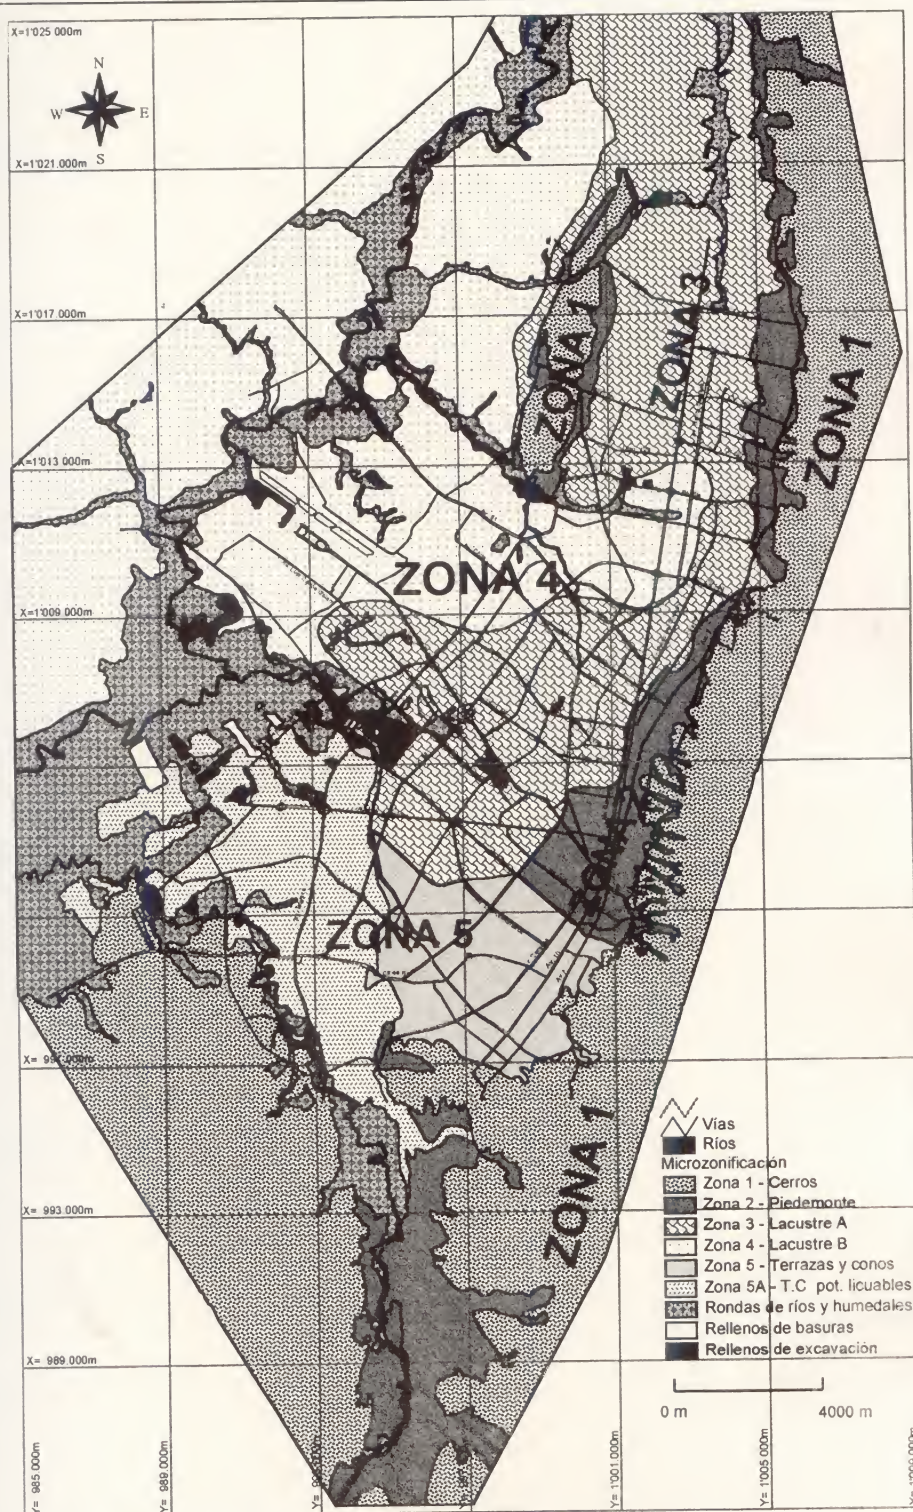 X=1'025 000m
N
W E
S
X=1'021.000m
X=1'017.000m
X=1'013 000m
X=1'009 000m
ZONA 1
ZONA 3
ZONA 1
ZONA 4
ZONA 5
ZONA 1
X= 993.000m
X= 989.000m
Vías
Ríos
Microzonificación
Zona 1 - Cerros
Zona 2 - Piedemonte
Zona 3 - Lacustre A
Zona 4 - Lacustre B
Zona 5 - Terrazas y conos
Zona 5A - T.C pot. licuables
Rondas de ríos y humedales
Rellenos de basuras
Rellenos de excavación
0 m 4000 m
Y= 985.000m
Y= 989.000m
Y= 1'001.000m
Y= 1'005.000m